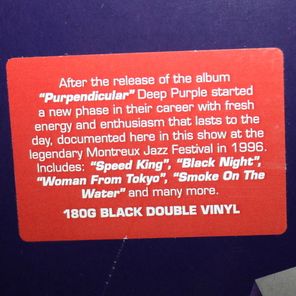 After the release of the album
"Purpendicular" Deep Purple started
a new phase in their career with fresh
energy and enthusiasm that lasts to the
day, documented here in this show at the
legendary Montreux Jazz Festival in 1996.
Includes: "Speed King", "Black Night",
"Woman From Tokyo", "Smoke On The
Water" and many more.
180G BLACK DOUBLE VINYL